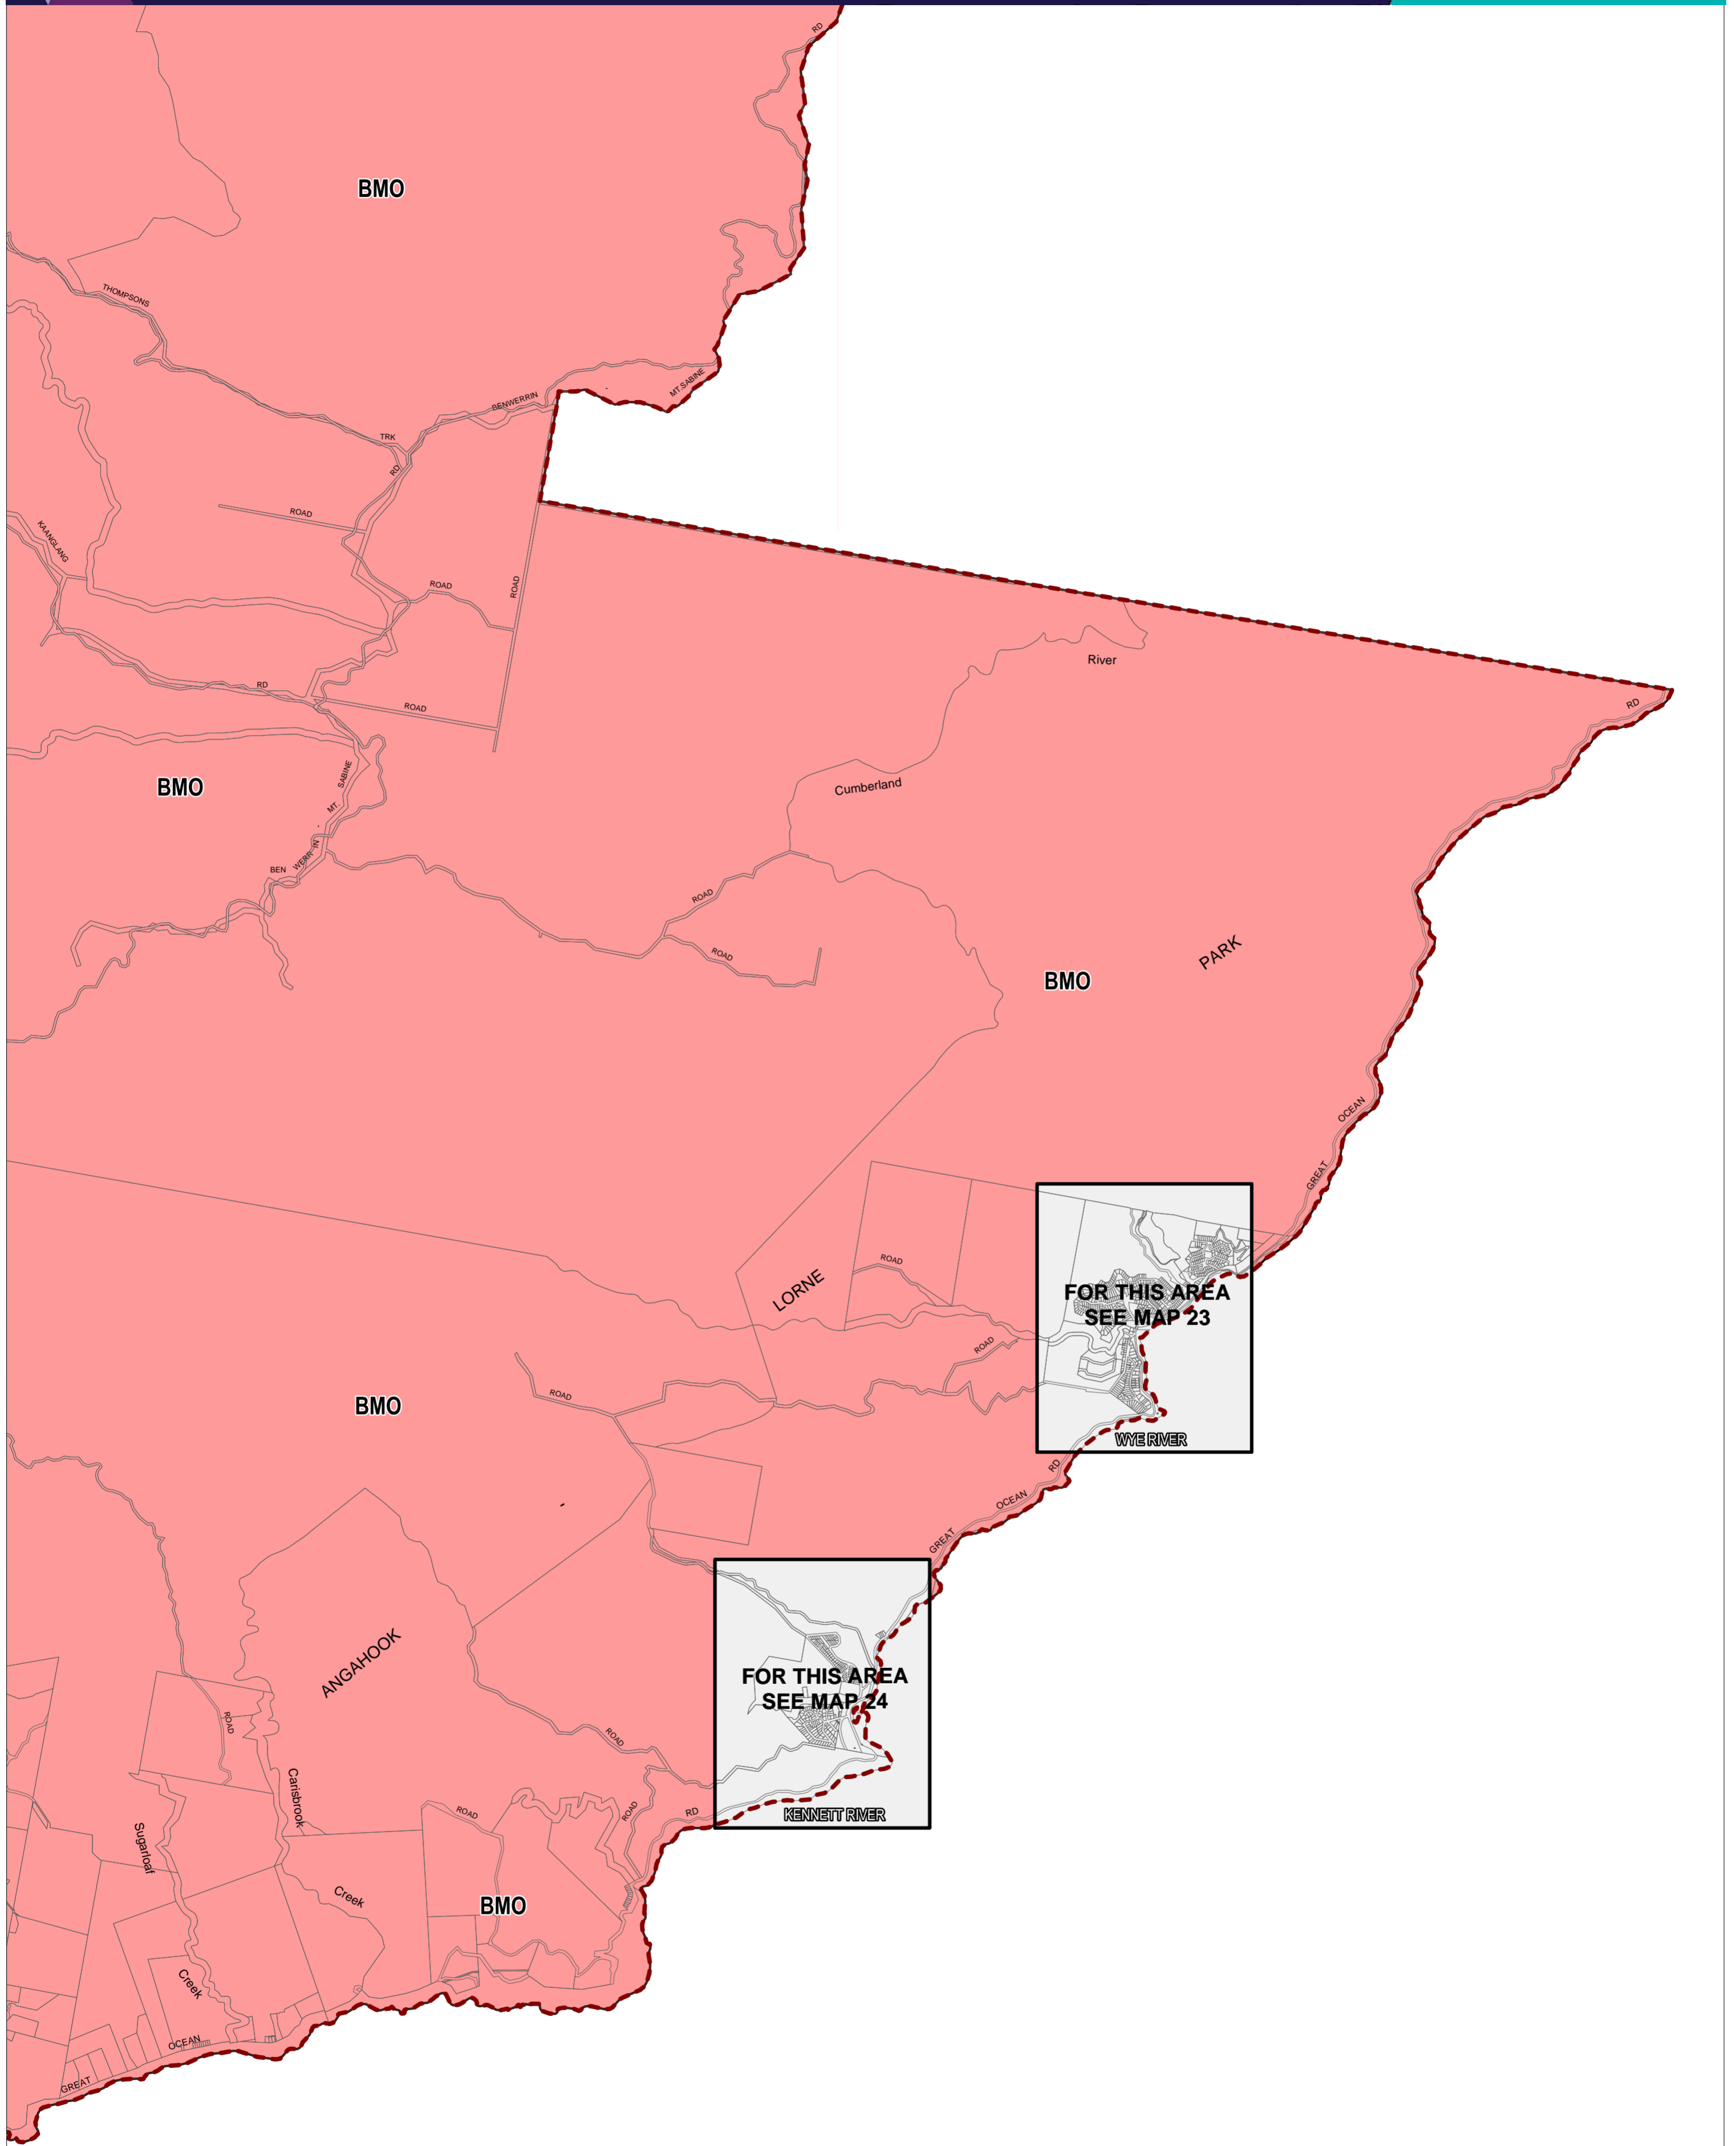 RD
BMO
THOMPSONS
MT.SABINE
BENWERRIN
TRK
RD
ROAD
KAANGLANG
ROAD
ROAD
River
RD
ROAD
RD
SABINE
MT.
BMO
Cumberland
WERR IN
BEN
ROAD
PARK
ROAD
BMO
OCEAN
GREAT
ROAD
LORNE
FOR THIS AREA
SEE MAP 23
ROAD
ROAD
BMO
WYE RIVER
RD
OCEAN
GREAT
ANGAHOOK
FOR THIS AREA
SEE MAP 24
ROAD
ROAD
Carisbrook
ROAD
ROAD
RD
KENNETT RIVER
Sugarloaf
Creek
BMO
Creek
OCEAN
GREAT